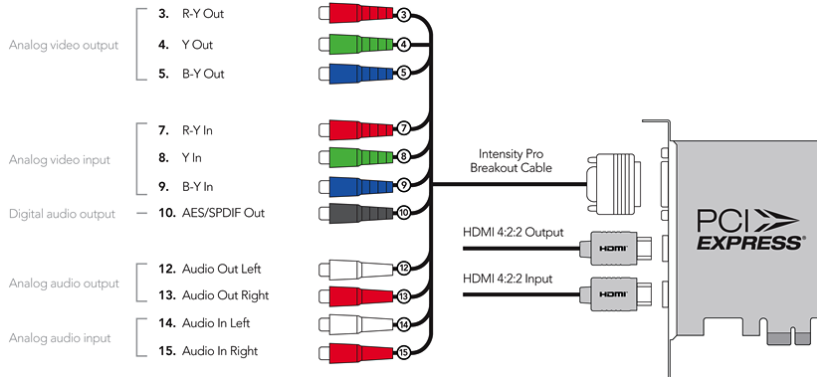 3. R-Y Out
3
Analog video output
4. Y Out
4
5. B-Y Out
5
7. R-Y In
7
Analog video input
8. Y In
8
9. B-Y In
9
Digital audio output
10. AES/SPDIF Out
10
12. Audio Out Left
12
Analog audio output
13. Audio Out Right
13
14. Audio In Left
14
Analog audio input
15. Audio In Right
15
Intensity Pro
Breakout Cable
HDMI 4:2:2 Output
HDMI
HDMI 4:2:2 Input
HDMI
PCI
EXPRESS®